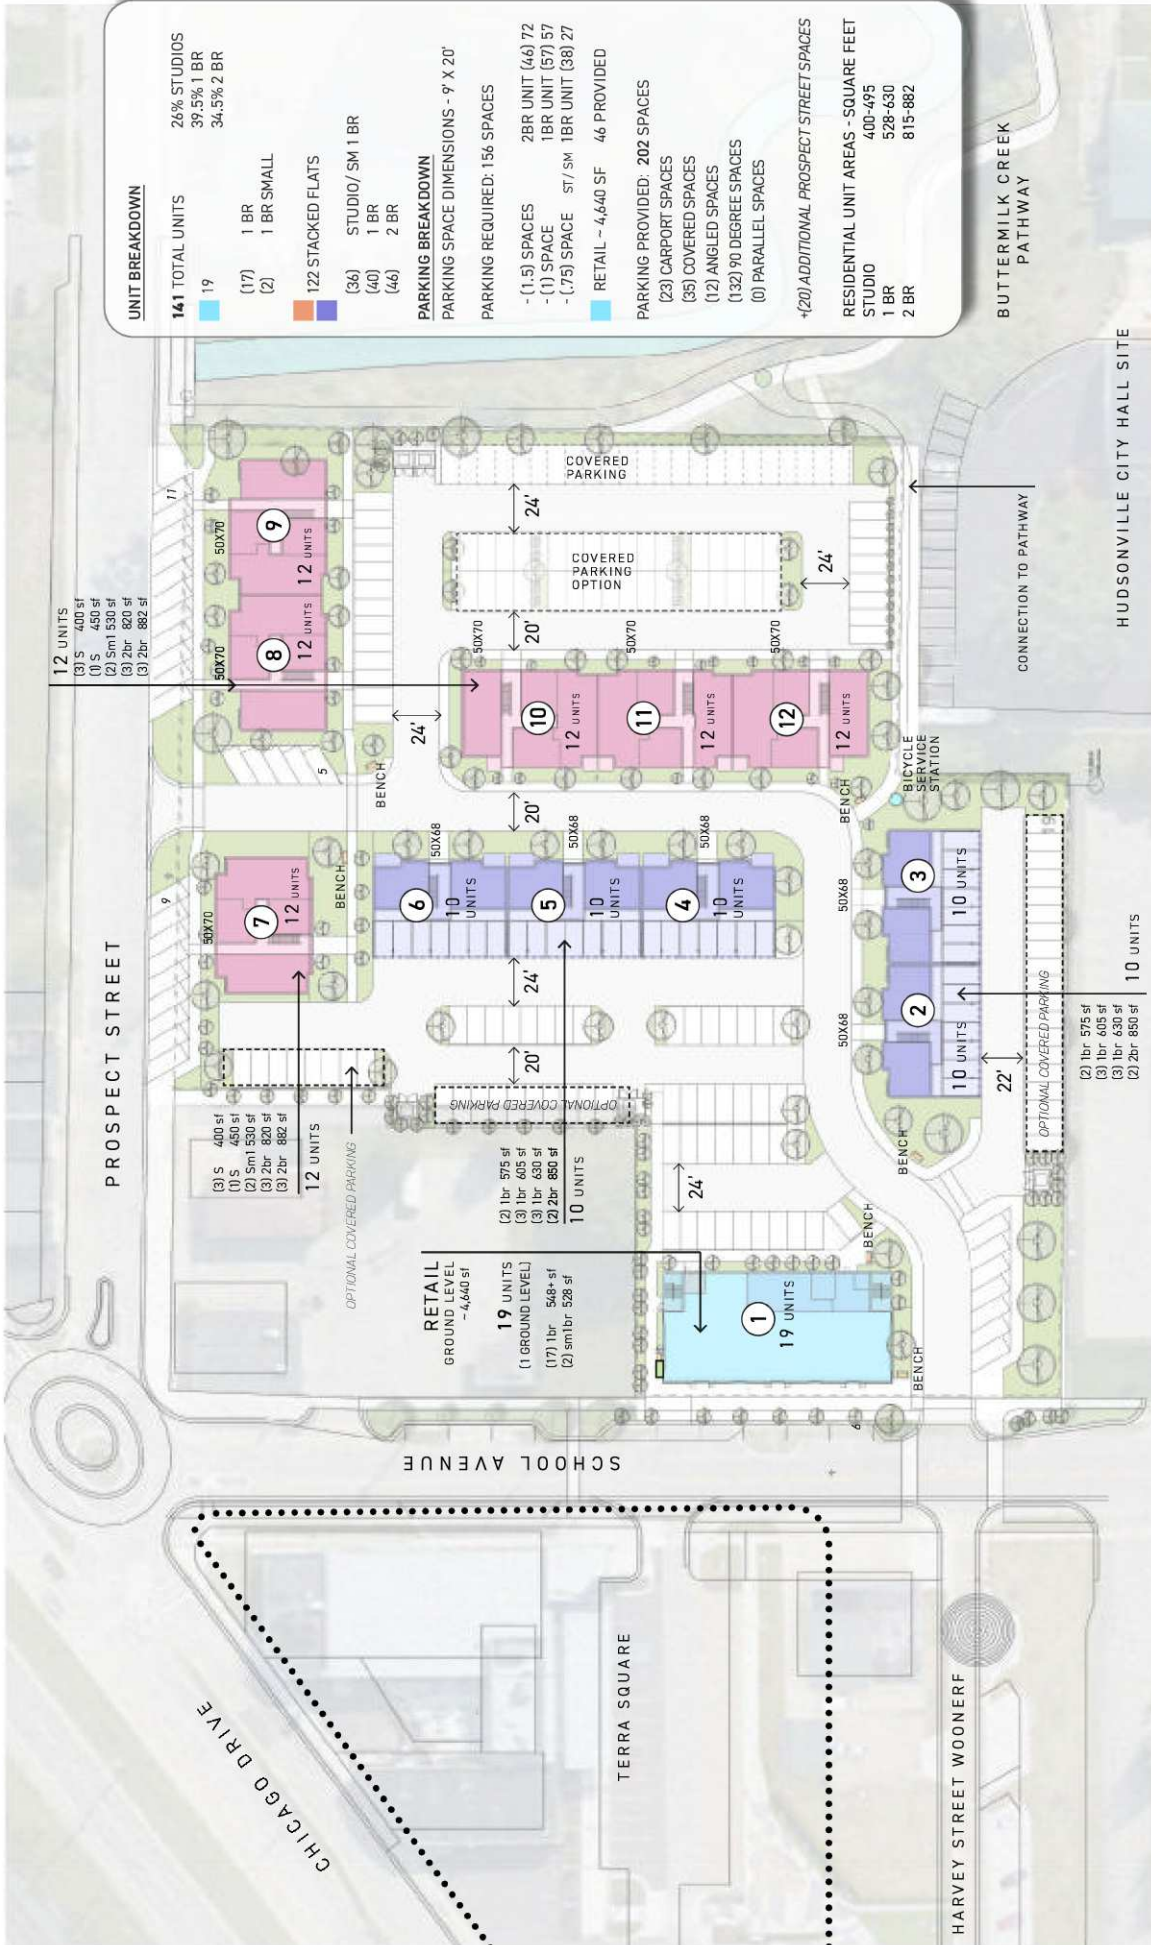 UNIT BREAKDOWN
141 TOTAL UNITS
26% STUDIOS
39.5% 1 BR
34.5% 2 BR
19
(17) 1 BR
(2) 1 BR SMALL
122 STACKED FLATS
(36) STUDIO/ SM 1 BR
(40) 1 BR
(46) 2 BR
PARKING BREAKDOWN
PARKING SPACE DIMENSIONS - 9' X 20'
PARKING REQUIRED: 156 SPACES
- (1.5) SPACES 2BR UNIT (46) 72
- (1) SPACE 1BR UNIT (57) 57
- (.75) SPACE ST / SM 1BR UNIT (38) 27
RETAIL ~ 4,640 SF 46 PROVIDED
PARKING PROVIDED: 202 SPACES
(23) CARPORT SPACES
(35) COVERED SPACES
(12) ANGLED SPACES
(132) 90 DEGREE SPACES
(0) PARALLEL SPACES
+(20) ADDITIONAL PROSPECT STREET SPACES
RESIDENTIAL UNIT AREAS - SQUARE FEET
STUDIO 400-495
1 BR 528-630
2 BR 815-882
BUTTERMILK CREEK
PATHWAY
HUDSONVILLE CITY HALL SITE
CONNECTION TO PATHWAY
PROSPECT STREET
12 UNITS
(3) S 400 sf
(1) S 450 sf
(2) Sm1 530 sf
(3) 2br 820 sf
(3) 2br 882 sf
11
50X70
9
12 UNITS
50X70
8
12 UNITS
5
9
50X70
7
12 UNITS
BENCH
BENCH
COVERED
PARKING
24'
COVERED
PARKING
OPTION
24'
20'
24'
50X70
10
12 UNITS
50X70
11
12 UNITS
50X70
12
12 UNITS
20'
BENCH
BICYCLE
SERVICE
STATION
50X68
6
10
UNITS
50X68
5
10
UNITS
50X68
4
10
UNITS
24'
20'
OPTIONAL COVERED PARKING
50X68
3
10 UNITS
50X68
2
10 UNITS
22'
OPTIONAL COVERED PARKING
10 UNITS
(2) 1br 575 sf
(3) 1br 605 sf
(3) 1br 630 sf
(2) 2br 850 sf
BENCH
(3) S 400 sf
(1) S 450 sf
(2) Sm1 530 sf
(3) 2br 820 sf
(3) 2br 882 sf
12 UNITS
OPTIONAL COVERED PARKING
(2) 1br 575 sf
(3) 1br 605 sf
(3) 1br 630 sf
(2) 2br 850 sf
10 UNITS
RETAIL
GROUND LEVEL
~ 4,640 sf
19 UNITS
(1 GROUND LEVEL)
(17) 1br 548+ sf
(2) sm1br 528 sf
24'
1
19 UNITS
BENCH
BENCH
6
SCHOOL AVENUE
CHICAGO DRIVE
TERRA SQUARE
HARVEY STREET WOONERF